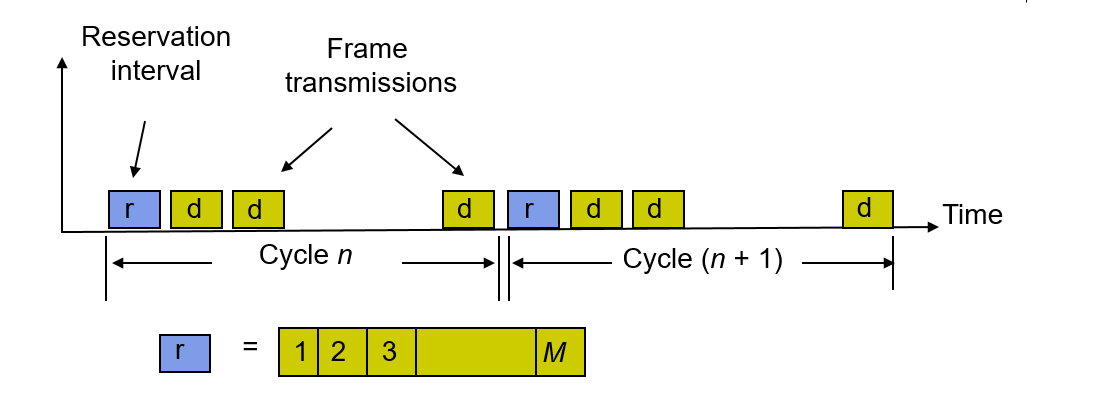 Reservation
interval
Frame
transmissions
r d d d r d d d
Time
Cycle n
Cycle (n + 1)
r = 1 2 3 M